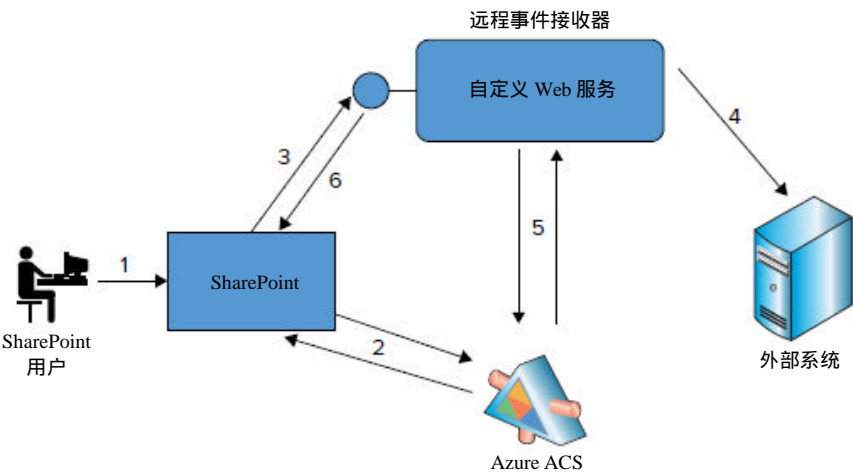 远程事件接收器
自定义 Web 服务
4
3
6
5
1
SharePoint
SharePoint
用户
2
外部系统
Azure ACS